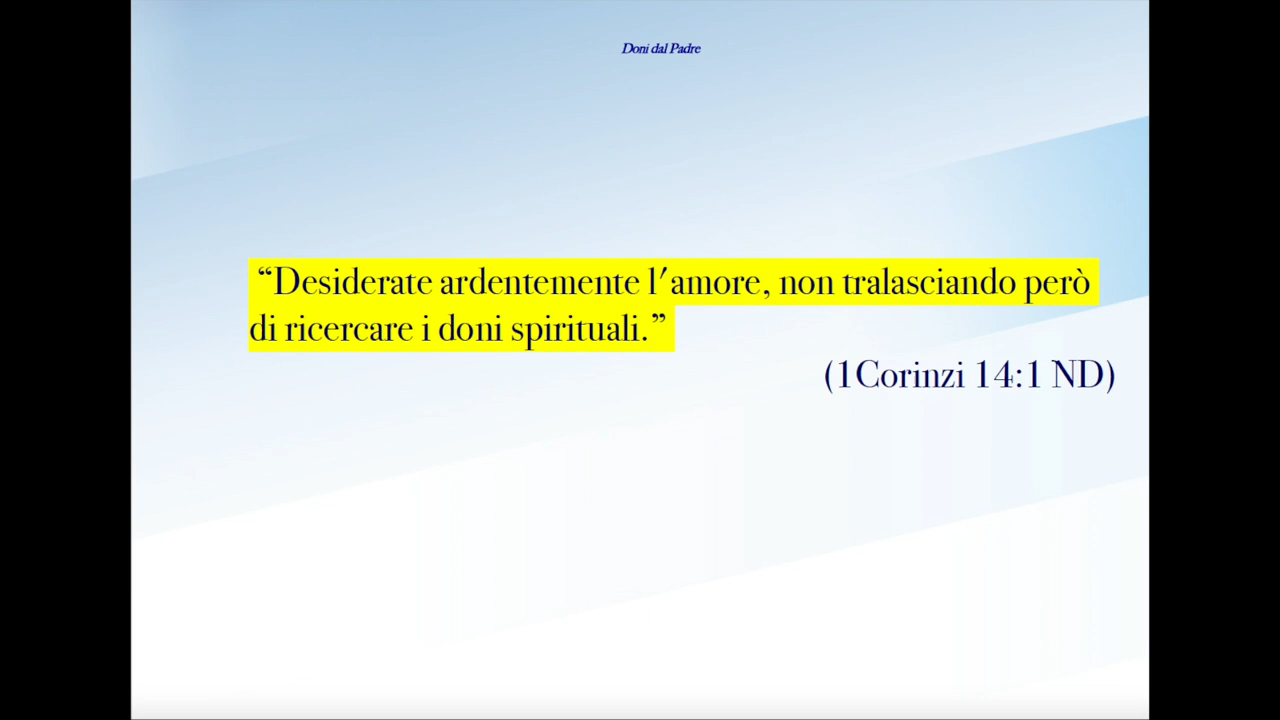 Doni dal Padre
“Desiderate ardentemente l'amore, non tralasciando però
di ricercare i doni spirituali.”
(1Corinzi 14:1 ND)